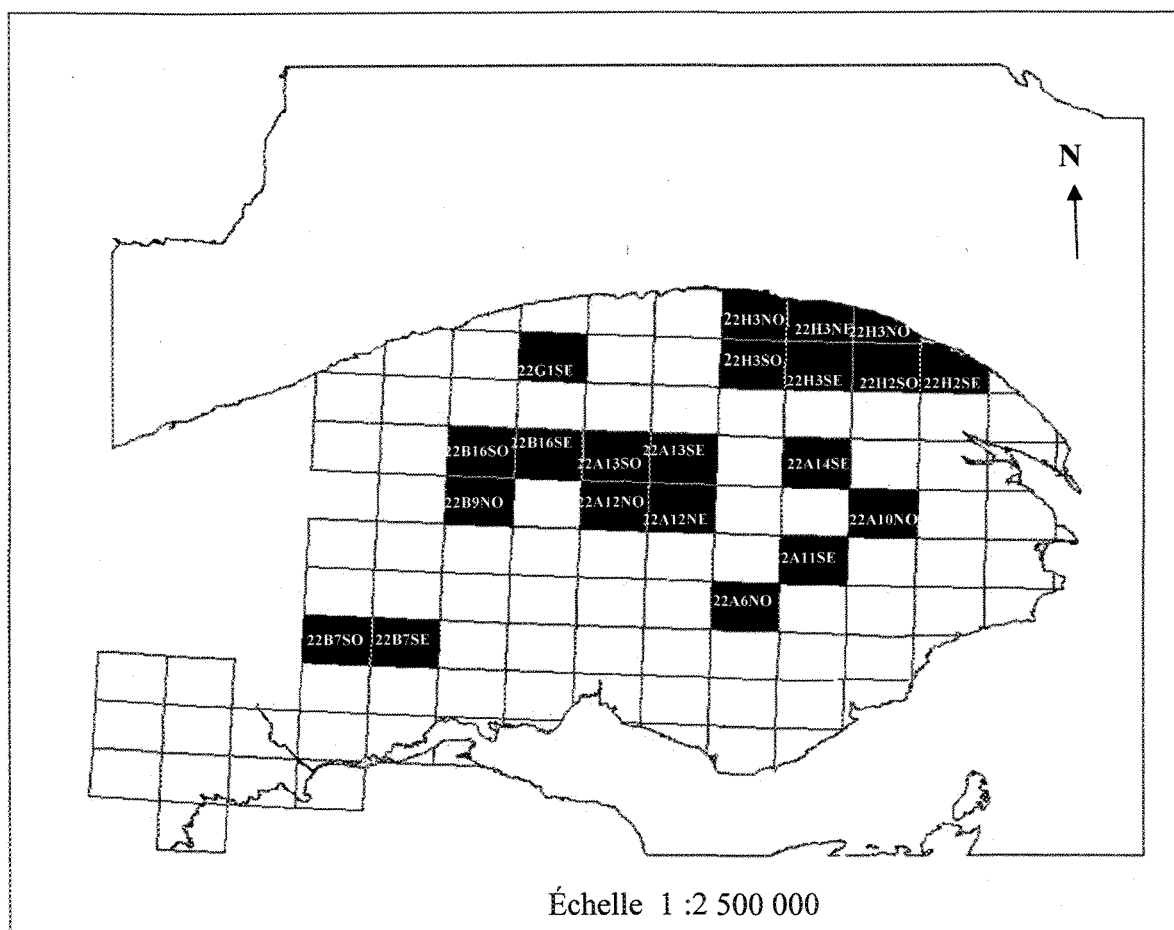 N
22H3NO 22H3NE 22H3NO
22G1SE 22H3SO 22H3SE 22H2SO 22H2SE
22B16SO 22B16SE 22A13SO 22A13SE 22A14SE
22B9NO 22A12NO 22A12NE 22A10NO
2A11SE
22A6NO
22B7SO 22B7SE
Échelle 1 :2 500 000